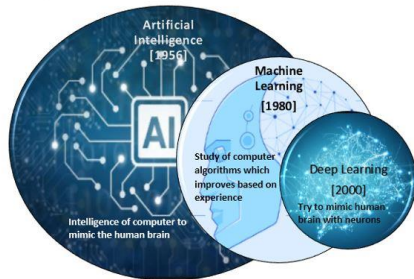 Artificial
Intelligence
[1956]
AI
Intelligence of computer to
mimic the human brain
Machine
Learning
[1980]
Study of computer
algorithms which
improves based on
experience
Deep Learning
[2000]
Try to mimic human
brain with neurons